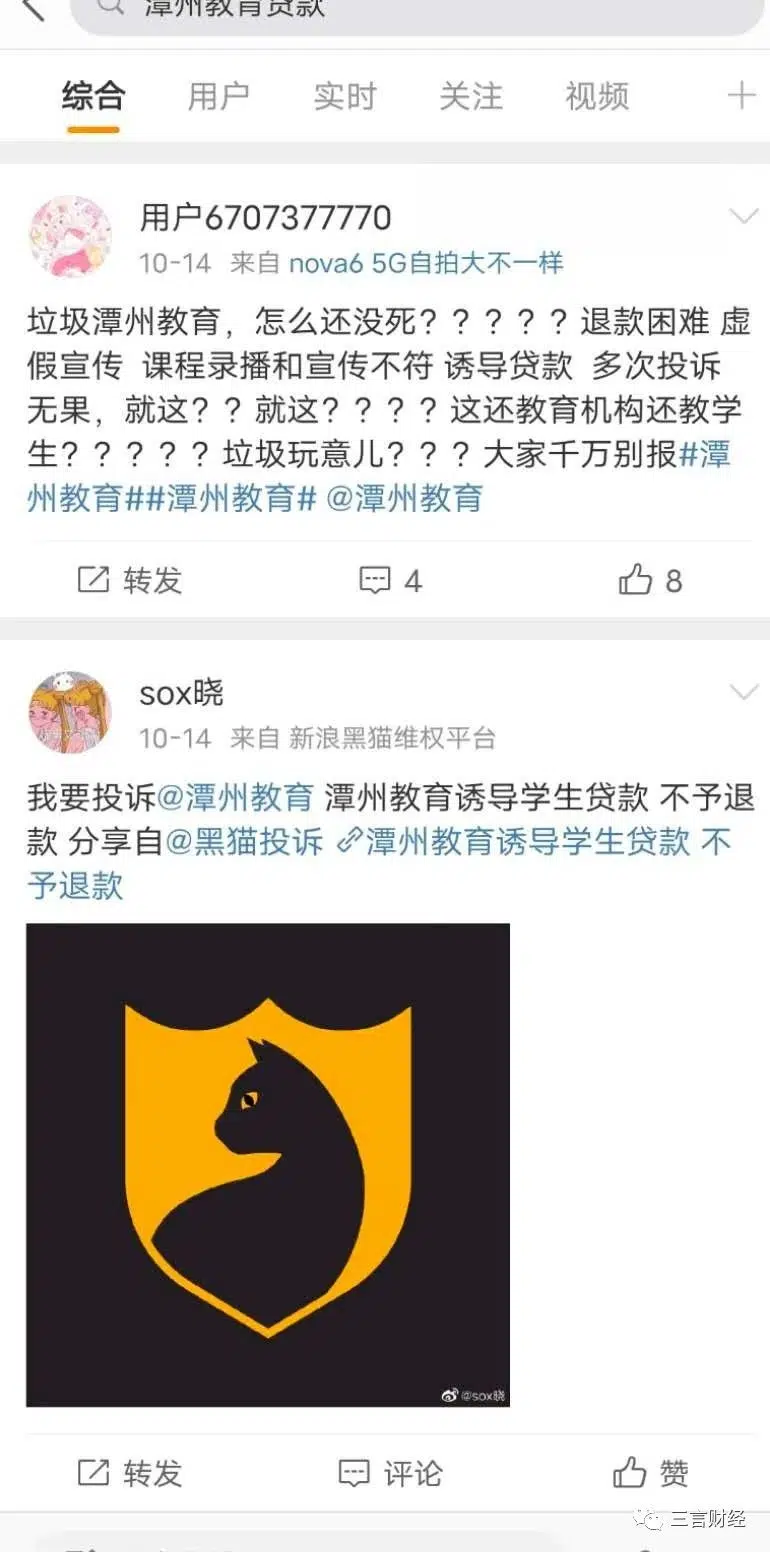 潭州教育贷款
综合 用户 实时 关注 视频
用户6707377770
10-14 来自 nova6 5G自拍大不一样
垃圾潭州教育，怎么还没死？？？？？退款困难 虚
假宣传 课程录播和宣传不符 诱导贷款 多次投诉
无果，就这？？就这？？？？这还教育机构还教学
生？？？？？垃圾玩意儿？？？大家千万别报#潭
州教育##潭州教育# @潭州教育
转发 4 8
sox晓
10-14 来自 新浪黑猫维权平台
我要投诉@潭州教育 潭州教育诱导学生贷款 不予退
款 分享自@黑猫投诉 潭州教育诱导学生贷款 不
予退款
@sox晓
转发 评论 赞
三言财经